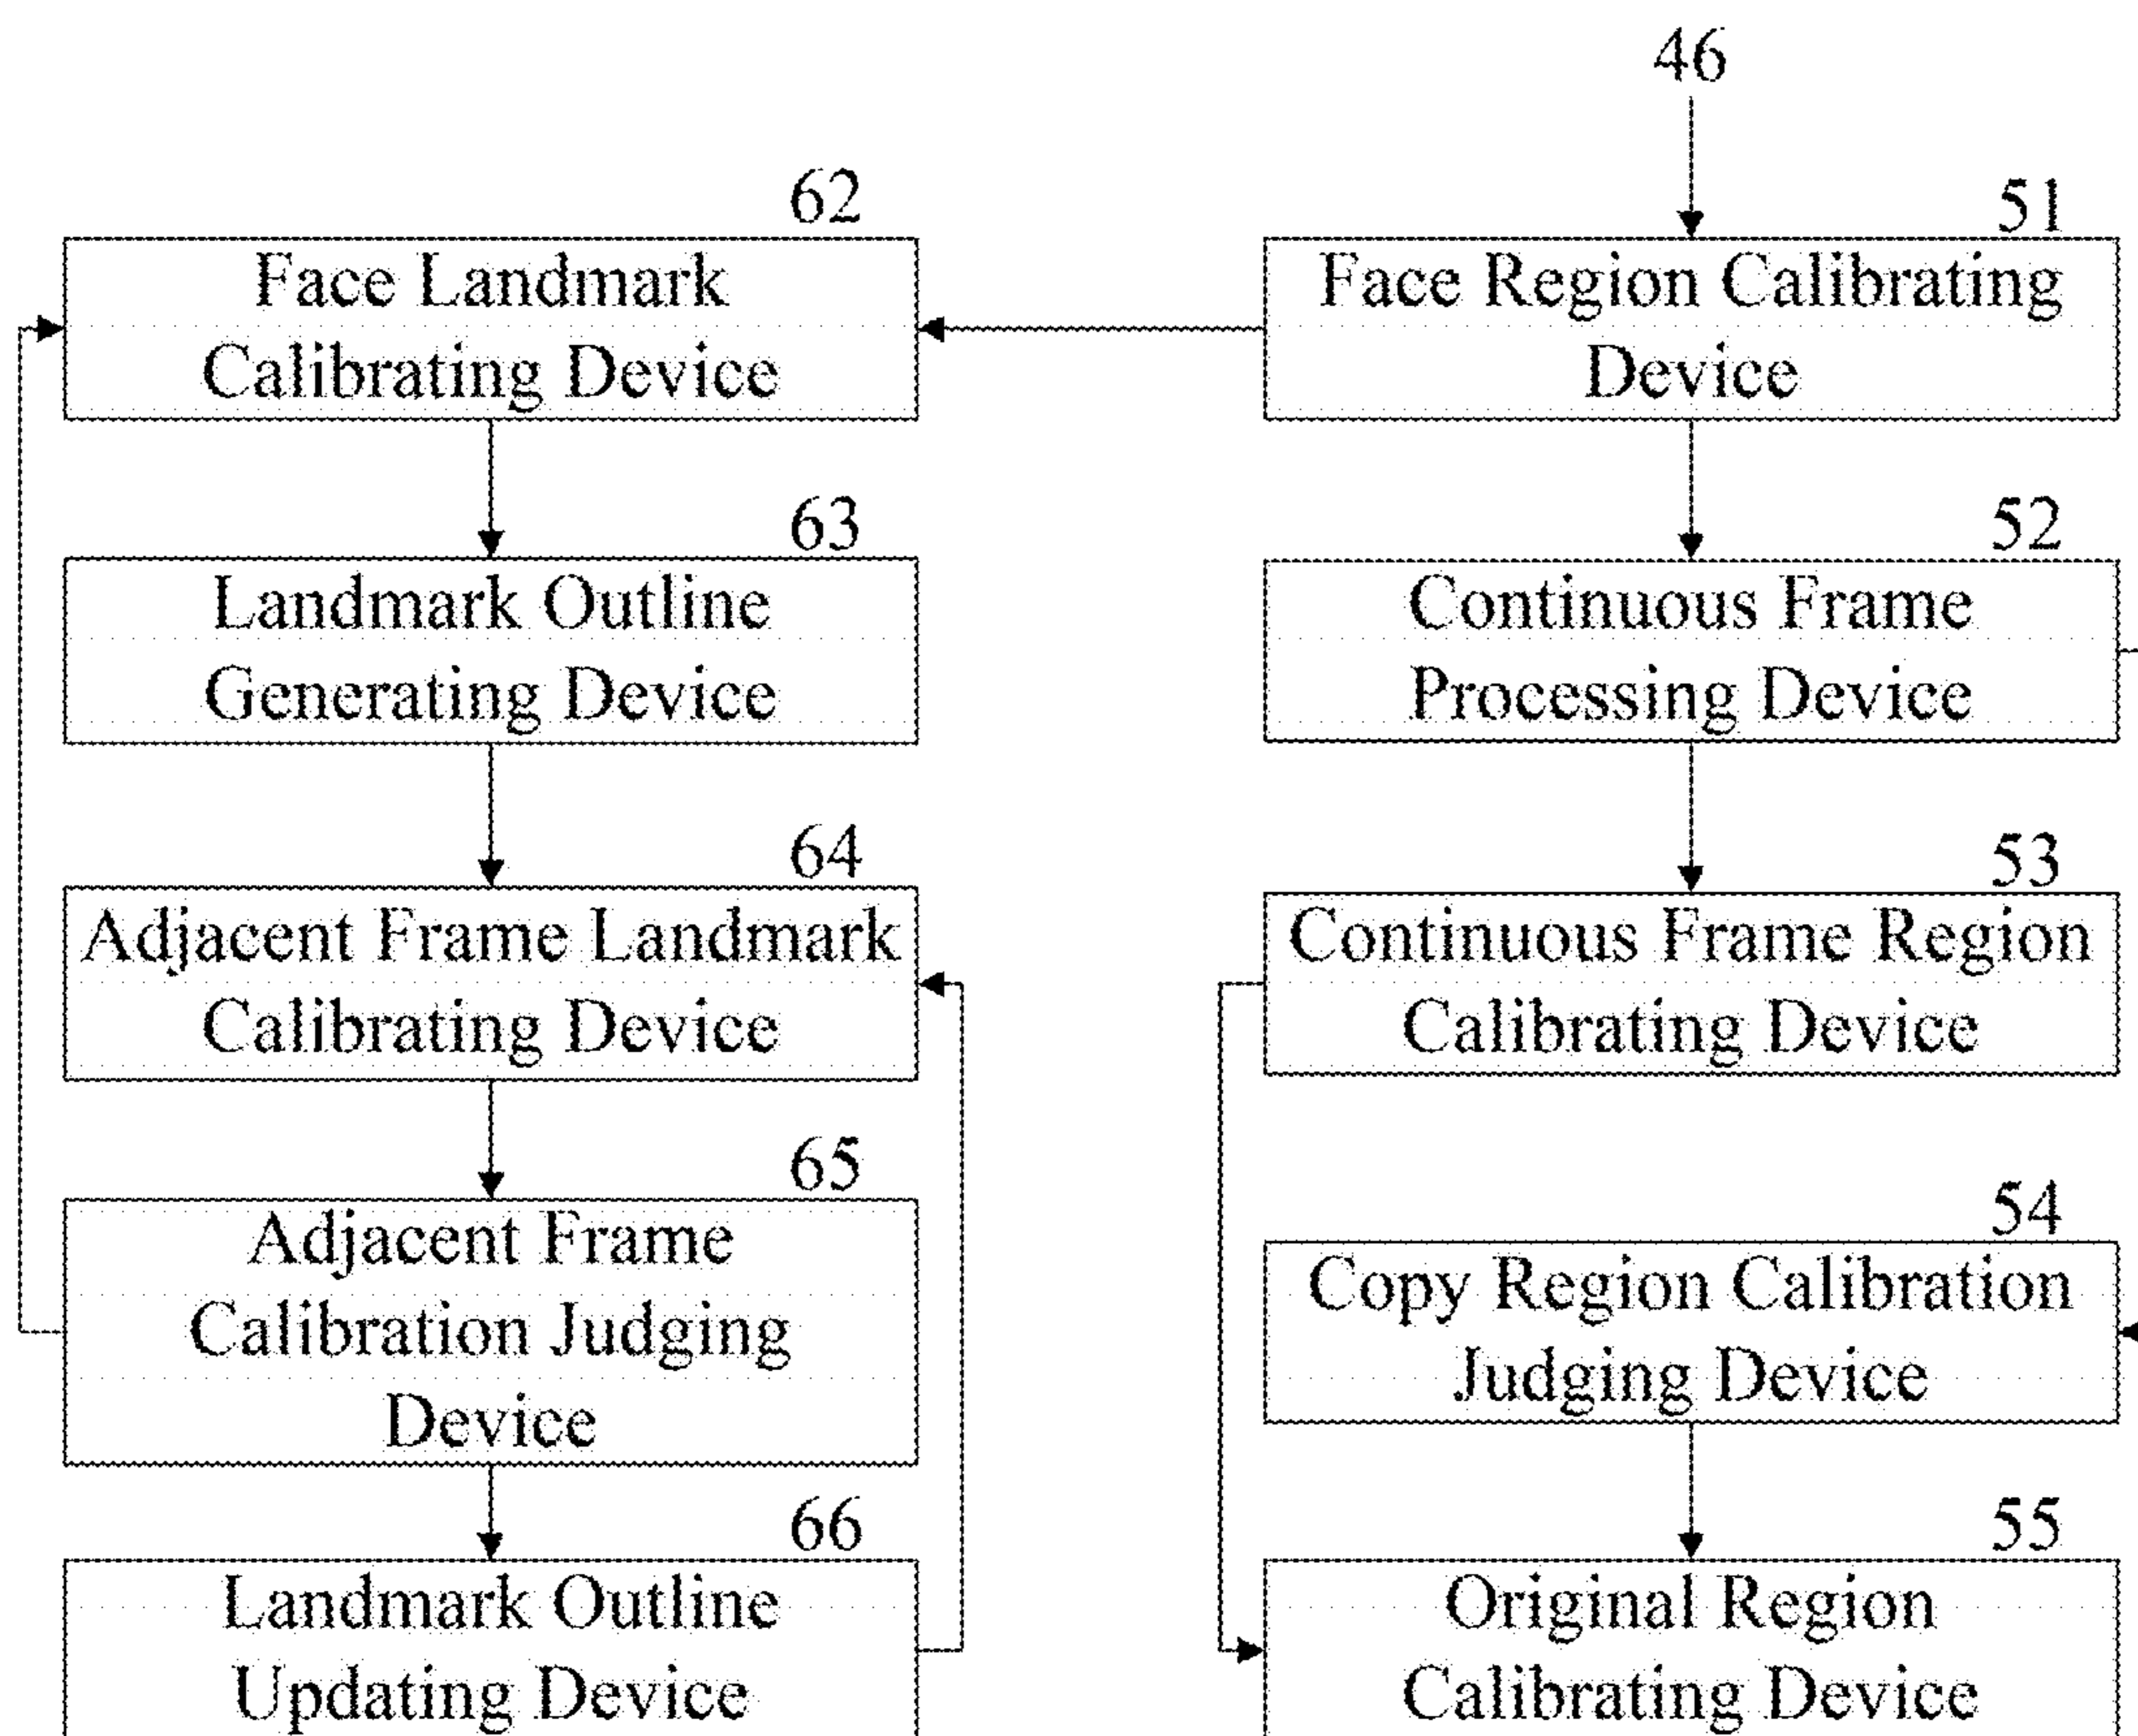 46
62
Face Landmark
Calibrating Device
51
Face Region Calibrating
Device
63
Landmark Outline
Generating Device
52
Continuous Frame
Processing Device
64
Adjacent Frame Landmark
Calibrating Device
53
Continuous Frame Region
Calibrating Device
65
Adjacent Frame
Calibration Judging
Device
54
Copy Region Calibration
Judging Device
66
Landmark Outline
Updating Device
55
Original Region
Calibrating Device